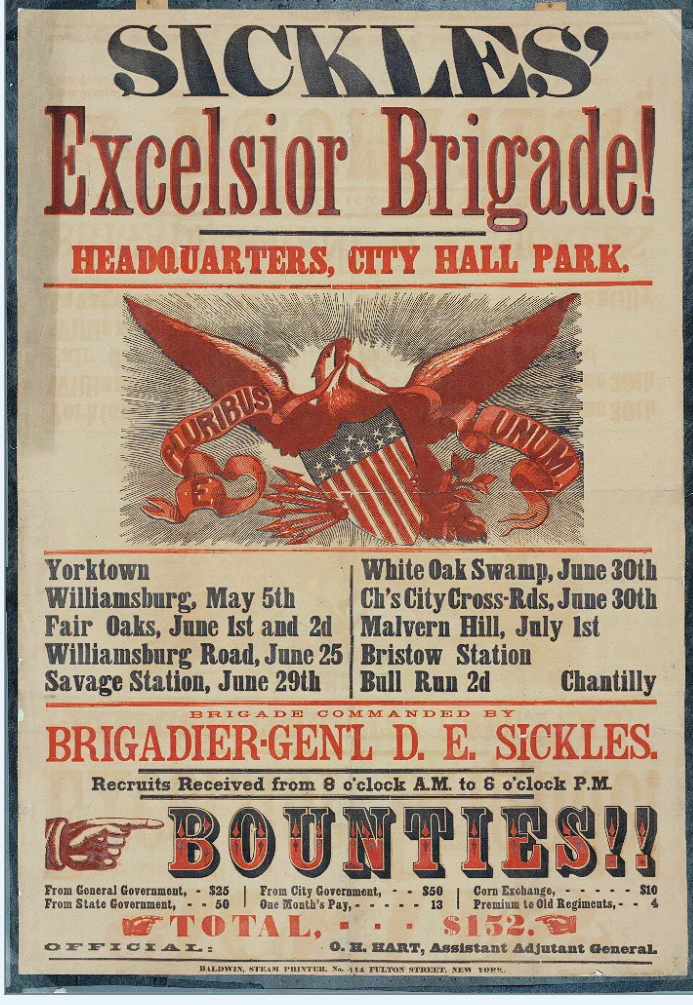 SICKLES'
Excelsior Brigade!
HEADQUARTERS, CITY HALL PARK.
E PLURIBUS UNUM.
Yorktown
Williamsburg, May 5th
Fair Oaks, June 1st and 2d
Williamsburg Road, June 25
Savage Station, June 29th
White Oak Swamp, June 30th
Ch's City Cross-Rds, June 30th
Malvern Hill, July 1st
Bristow Station
Bull Run 2d Chantilly
BRIGADE COMMANDED BY
BRIGADIER-GEN'L D. E. SICKLES.
Recruits Received from 8 o'clock A.M. to 6 o'clock P.M.
BOUNTIES!!
From General Government, - $25
From State Government, - - 50
From City Government, - - $50
One Month's Pay, - - - - - 13
Corn Exchange, - - - - - $10
Premium to Old Regiments, - - 4
TOTAL, - - - $152.
OFFICIAL: O. H. HART, Assistant Adjutant General.
BALDWIN, STEAM PRINTER, No. FULTON STREET, NEW YORK.